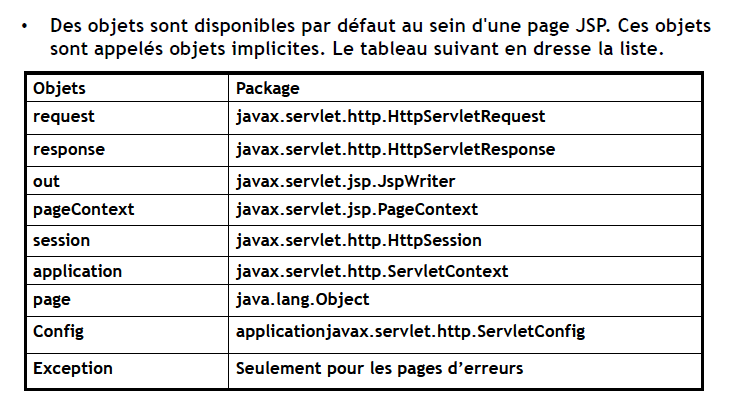 • Des objets sont disponibles par défaut au sein d'une page JSP. Ces objets
sont appelés objets implicites. Le tableau suivant en dresse la liste.
Objets Package
request javax.servlet.http.HttpServletRequest
response javax.servlet.http.HttpServletResponse
out javax.servlet.jsp.JspWriter
pageContext javax.servlet.jsp.PageContext
session javax.servlet.http.HttpSession
application javax.servlet.http.ServletContext
page java.lang.Object
Config applicationjavax.servlet.http.ServletConfig
Exception Seulement pour les pages d’erreurs